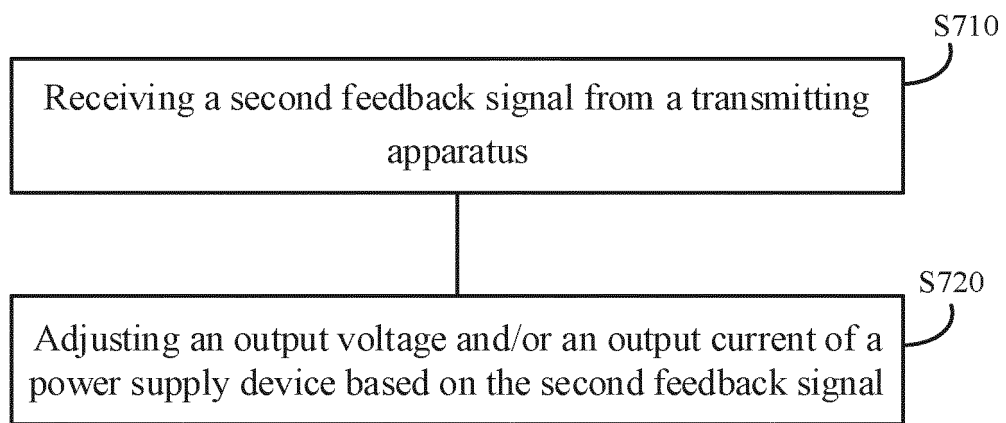 S710
Receiving a second feedback signal from a transmitting
apparatus
S720
Adjusting an output voltage and/or an output current of a
power supply device based on the second feedback signal